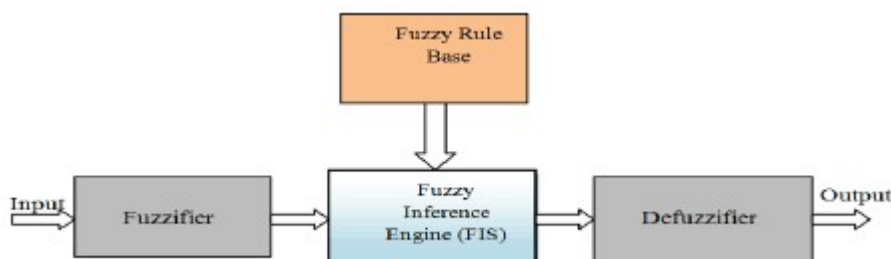 Fuzzy Rule
Base
Input
Fuzzifier
Fuzzy
Inference
Engine (FIS)
Defuzzifier
Output